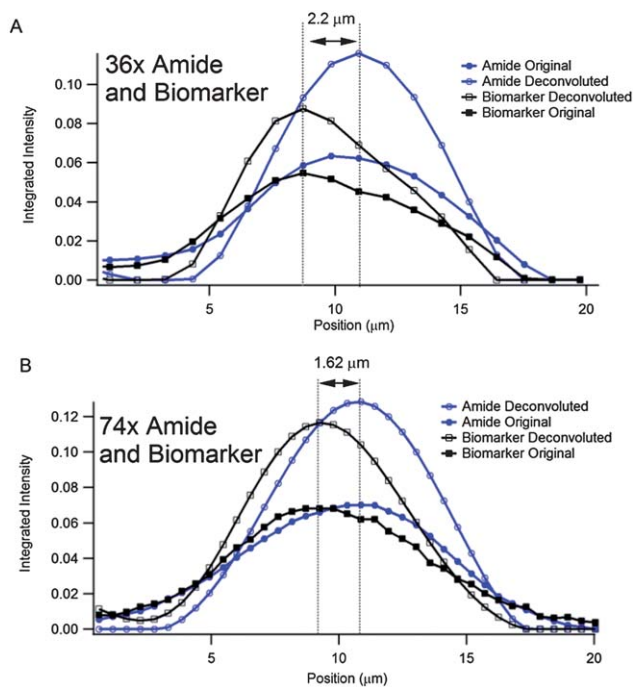 A
2.2 μm
36x Amide
and Biomarker
Amide Original
Amide Deconvoluted
Biomarker Deconvoluted
Biomarker Original
Integrated Intensity
0.10
0.08
0.06
0.04
0.02
0.00
5
10
15
20
Position (μm)
B
1.62 μm
74x Amide
and Biomarker
Amide Deconvoluted
Amide Original
Biomarker Deconvoluted
Biomarker Original
Integrated Intensity
0.12
0.10
0.08
0.06
0.04
0.02
0.00
5
10
15
20
Position (μm)